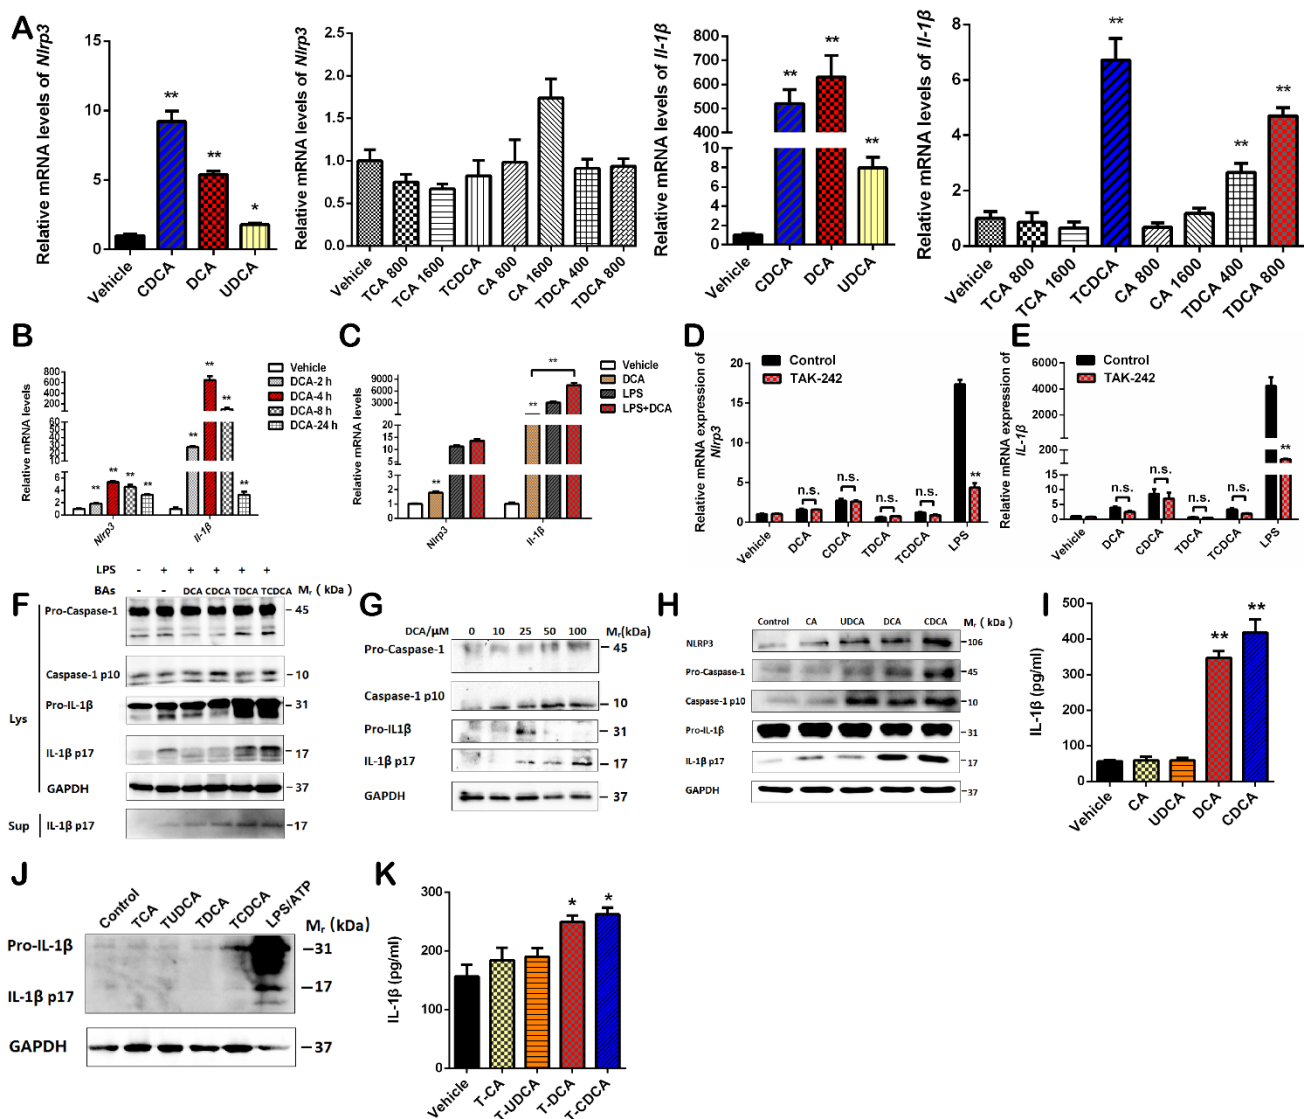 A
Relative mRNA levels of Nlrp3
15
10
5
0
**
**
*
Vehicle
CDCA
DCA
UDCA
Relative mRNA levels of Nlrp3
2.5
2.0
1.5
1.0
0.5
0.0
Vehicle
TCA 800
TCA 1600
TCDCA
CA 800
CA 1600
TDCA 400
TDCA 800
Relative mRNA levels of Il-1β
800
700
600
500
400
10
8
6
4
2
0
**
**
**
Vehicle
CDCA
DCA
UDCA
Relative mRNA levels of Il-1β
8
6
4
2
0
**
**
**
Vehicle
TCA 800
TCA 1600
TCDCA
CA 800
CA 1600
TDCA 400
TDCA 800
B
Relative mRNA levels
** ** ** **
** ** ** **
Nlrp3
Il-1β
Vehicle
DCA-2 h
DCA-4 h
DCA-8 h
DCA-24 h
C
Relative mRNA levels
9000
6000
3000
20
15
10
5
2
1
0
**
**
**
Nlrp3
Il-1β
Vehicle
DCA
LPS
LPS+DCA
D
Relative mRNA expression of
Nlrp3
20
15
10
5
0
Control
TAK-242
n.s.
n.s.
n.s.
n.s.
**
Vehicle
DCA
CDCA
TDCA
TCDCA
LPS
E
Relative mRNA expression of
IL-1β
6000
4000
2000
200
150
100
50
15
10
5
0
Control
TAK-242
n.s.
n.s.
n.s.
n.s.
**
Vehicle
DCA
CDCA
TDCA
TCDCA
LPS
F
LPS - + + + + +
BAs - - DCA CDCA TDCA TCDCA Mr ( kDa)
Lys
Pro-Caspase-1 45
Caspase-1 p10 10
Pro-IL-1β 31
IL-1β p17 17
GAPDH 37
Sup IL-1β p17 17
G
DCA/μM 0 10 25 50 100 Mr(kDa)
Pro-Caspase-1 45
Caspase-1 p10 10
Pro-IL1β 31
IL-1β p17 17
GAPDH 37
H
Control CA UDCA DCA CDCA Mr ( kDa)
NLRP3 106
Pro-Caspase-1 45
Caspase-1 p10 10
Pro-IL-1β 31
IL-1β p17 17
GAPDH 37
I
IL-1β (pg/ml)
500
400
300
200
100
0
**
**
Vehicle
CA
UDCA
DCA
CDCA
J
Control
TCA
TUDCA
TDCA
TCDCA
LPS/ATP
Mr (kDa)
Pro-IL-1β 31
IL-1β p17 17
GAPDH 37
K
IL-1β (pg/ml)
300
200
100
0
*
*
Vehicle
T-CA
T-UDCA
T-DCA
T-CDCA